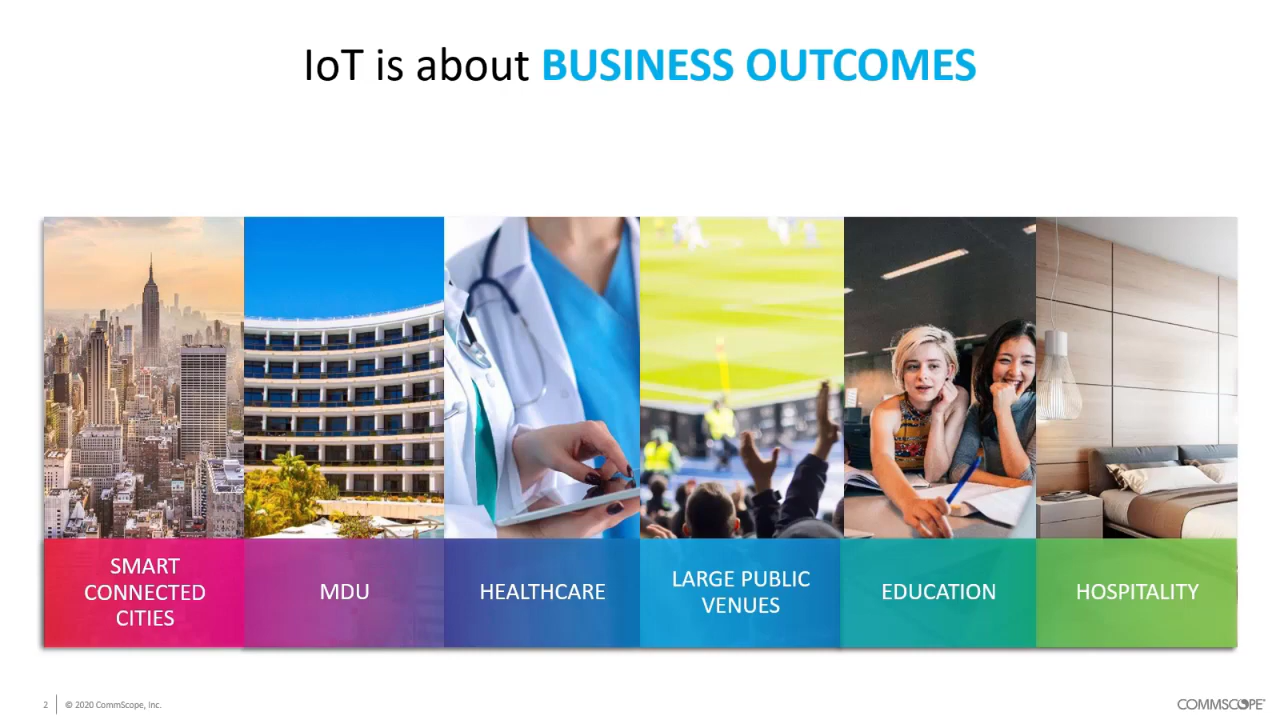 IoT is about BUSINESS OUTCOMES
SMART
CONNECTED
CITIES
MDU
HEALTHCARE
LARGE PUBLIC
VENUES
EDUCATION
HOSPITALITY
2
© 2020 CommScope, Inc.
COMMSCOPE®